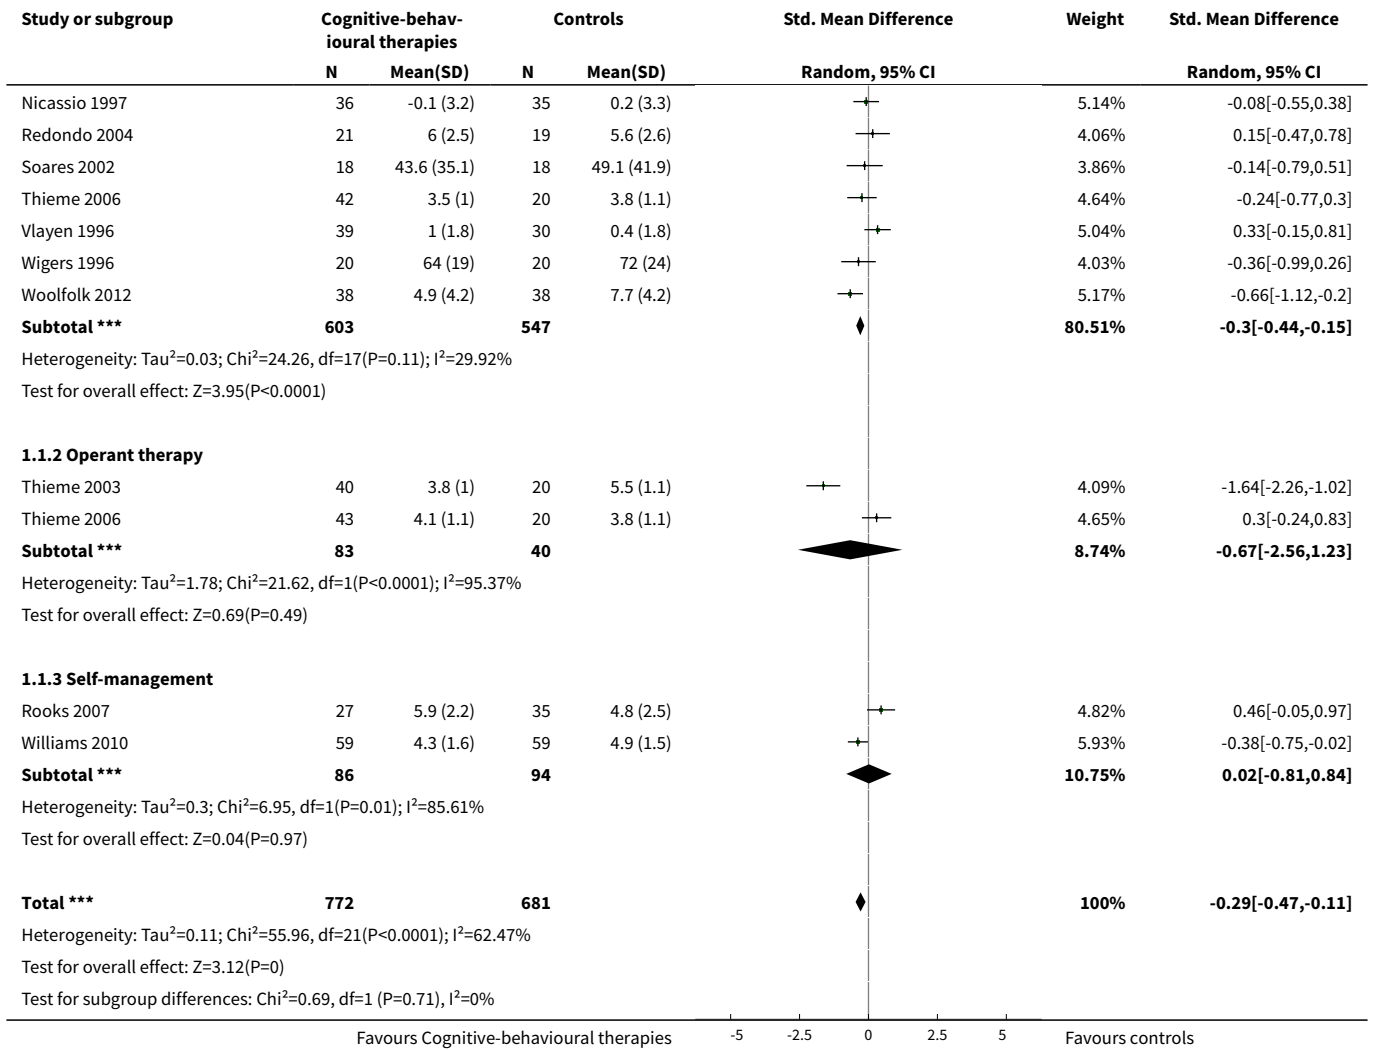 Study or subgroup Cognitive-behav- Controls Std. Mean Difference Weight Std. Mean Difference
ioural therapies
N Mean(SD) N Mean(SD) Random, 95% CI Random, 95% CI
Nicassio 1997 36 -0.1 (3.2) 35 0.2 (3.3) 5.14% -0.08[-0.55,0.38]
Redondo 2004 21 6 (2.5) 19 5.6 (2.6) 4.06% 0.15[-0.47,0.78]
Soares 2002 18 43.6 (35.1) 18 49.1 (41.9) 3.86% -0.14[-0.79,0.51]
Thieme 2006 42 3.5 (1) 20 3.8 (1.1) 4.64% -0.24[-0.77,0.3]
Vlayen 1996 39 1 (1.8) 30 0.4 (1.8) 5.04% 0.33[-0.15,0.81]
Wigers 1996 20 64 (19) 20 72 (24) 4.03% -0.36[-0.99,0.26]
Woolfolk 2012 38 4.9 (4.2) 38 7.7 (4.2) 5.17% -0.66[-1.12,-0.2]
Subtotal *** 603 547 80.51% -0.3[-0.44,-0.15]
Heterogeneity: Tau²=0.03; Chi²=24.26, df=17(P=0.11); I²=29.92%
Test for overall effect: Z=3.95(P<0.0001)
1.1.2 Operant therapy
Thieme 2003 40 3.8 (1) 20 5.5 (1.1) 4.09% -1.64[-2.26,-1.02]
Thieme 2006 43 4.1 (1.1) 20 3.8 (1.1) 4.65% 0.3[-0.24,0.83]
Subtotal *** 83 40 8.74% -0.67[-2.56,1.23]
Heterogeneity: Tau²=1.78; Chi²=21.62, df=1(P<0.0001); I²=95.37%
Test for overall effect: Z=0.69(P=0.49)
1.1.3 Self-management
Rooks 2007 27 5.9 (2.2) 35 4.8 (2.5) 4.82% 0.46[-0.05,0.97]
Williams 2010 59 4.3 (1.6) 59 4.9 (1.5) 5.93% -0.38[-0.75,-0.02]
Subtotal *** 86 94 10.75% 0.02[-0.81,0.84]
Heterogeneity: Tau²=0.3; Chi²=6.95, df=1(P=0.01); I²=85.61%
Test for overall effect: Z=0.04(P=0.97)
Total *** 772 681 100% -0.29[-0.47,-0.11]
Heterogeneity: Tau²=0.11; Chi²=55.96, df=21(P<0.0001); I²=62.47%
Test for overall effect: Z=3.12(P=0)
Test for subgroup differences: Chi²=0.69, df=1 (P=0.71), I²=0%
Favours Cognitive-behavioural therapies -5 -2.5 0 2.5 5 Favours controls